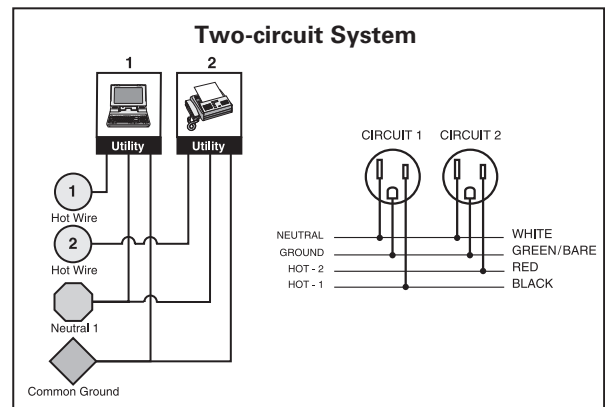 Two-circuit System
1
2
Utility
Utility
1
Hot Wire
2
Hot Wire
Neutral 1
Common Ground
CIRCUIT 1
CIRCUIT 2
NEUTRAL
WHITE
GROUND
GREEN/BARE
HOT - 2
RED
HOT - 1
BLACK